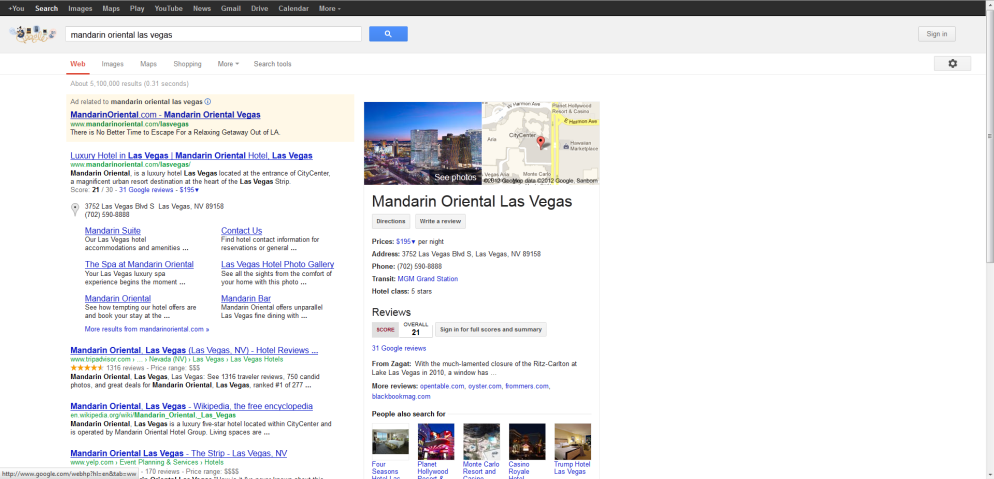 +You Search Images Maps Play YouTube News Gmail Drive Calendar More
mandarin oriental las vegas
Sign in
Web Images Maps Shopping More Search tools
About 5,100,000 results (0.31 seconds)
Ad related to mandarin oriental las vegas
MandarinOriental.com - Mandarin Oriental Vegas
www.mandarinoriental.com/lasvegas
There is No Better Time to Escape For a Relaxing Getaway Out of LA.
Luxury Hotel in Las Vegas | Mandarin Oriental Hotel, Las Vegas
www.mandarinoriental.com/lasvegas/
Mandarin Oriental, is a luxury hotel Las Vegas located at the entrance of CityCenter,
a magnificent urban resort destination at the heart of the Las Vegas Strip.
Score: 21 / 30 - 31 Google reviews - $195
3752 Las Vegas Blvd S Las Vegas, NV 89158
(702) 590-8888
Mandarin Suite
Our Las Vegas hotel
accommodations and amenities ...
Contact Us
Find hotel contact information for
reservations or general ...
The Spa at Mandarin Oriental
Your Las Vegas luxury spa
experience begins the moment ...
Las Vegas Hotel Photo Gallery
See all the sights from the comfort of
your home with this photo ...
Mandarin Oriental
See how tempting our hotel offers are
and book your stay at the ...
Mandarin Bar
Mandarin Oriental offers unparallel
Las Vegas fine dining with ...
More results from mandarinoriental.com »
Mandarin Oriental, Las Vegas (Las Vegas, NV) - Hotel Reviews ...
www.tripadvisor.com › ... › Nevada (NV) › Las Vegas › Las Vegas Hotels
1316 reviews - Price range: $$$
Mandarin Oriental, Las Vegas, Las Vegas: See 1316 traveler reviews, 750 candid
photos, and great deals for Mandarin Oriental, Las Vegas, ranked #1 of 277 ...
Mandarin Oriental, Las Vegas - Wikipedia, the free encyclopedia
en.wikipedia.org/wiki/Mandarin_Oriental,_Las_Vegas
Mandarin Oriental, Las Vegas is a luxury five-star hotel located within CityCenter and
is operated by Mandarin Oriental Hotel Group. Living spaces are ...
Mandarin Oriental Las Vegas - The Strip - Las Vegas, NV
www.yelp.com › Event Planning & Services › Hotels
- 170 reviews - Price range: $$$$
http://www.google.com/webhp?hl=en&tab=ww
See photos
Planet Hollywood
Resort & Casino
Harmon Ave
CityCenter
Aria
Hawaiian
Marketplace
Monte Carlo
Resort and
©2012 Google Map data ©2012 Google, Sanborn
Mandarin Oriental Las Vegas
Directions Write a review
Prices: $195 per night
Address: 3752 Las Vegas Blvd S, Las Vegas, NV 89158
Phone: (702) 590-8888
Transit: MGM Grand Station
Hotel class: 5 stars
Reviews
SCORE OVERALL 21 Sign in for full scores and summary
31 Google reviews
From Zagat: With the much-lamented closure of the Ritz-Carlton at
Lake Las Vegas in 2010, a window has ...
More reviews: opentable.com, oyster.com, frommers.com,
blackbookmag.com
People also search for
Four
Seasons
Planet
Hollywood
Resort &
Monte Carlo
Resort and
Casino
Casino
Royale
Hotel
Trump Hotel
Las Vegas